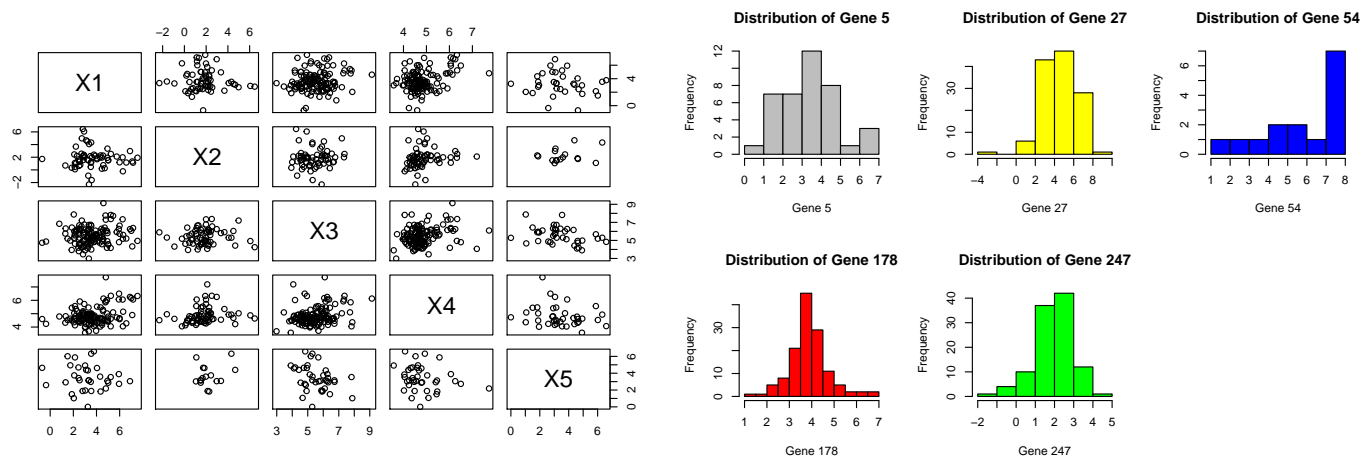 −2 0 2 4 6
4 5 6 7
X1
0 4
−2 2 6
X2
X3
3 5 7 9
4 6
X4
X5
0 2 4 6
0 2 4 6
3 5 7 9
0 2 4 6
Distribution of Gene 5
Frequency
0 2 4 6 8 12
0 1 2 3 4 5 6 7
Gene 5
Distribution of Gene 27
Frequency
0 10 30
−4 0 2 4 6 8
Gene 27
Distribution of Gene 54
Frequency
0 2 4 6
1 2 3 4 5 6 7 8
Gene 54
Distribution of Gene 178
Frequency
0 10 30
1 2 3 4 5 6 7
Gene 178
Distribution of Gene 247
Frequency
0 10 20 30 40
−2 0 1 2 3 4 5
Gene 247